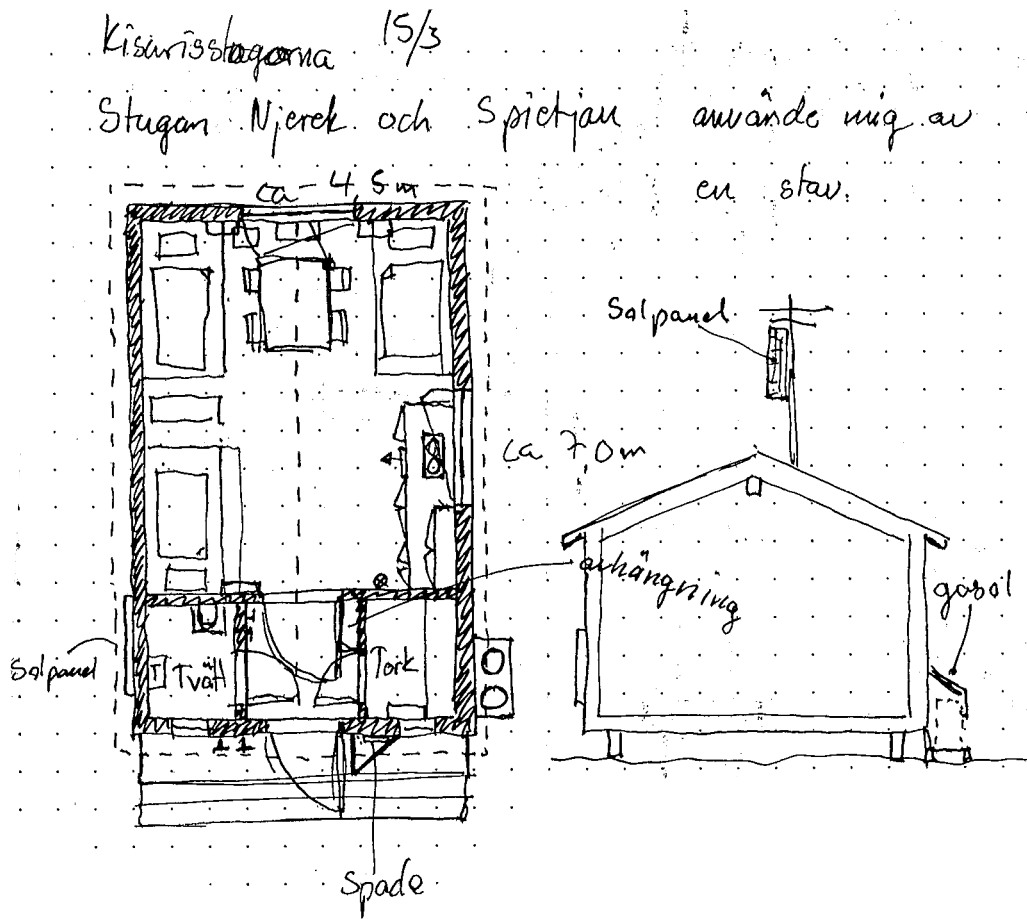 Kisurisstugorna 15/3
Stugan Njerek och Spietjau använde mig av
en stav.
ca 4,5 m
Solpanel
ca 7,0 m
avhängning
gasol
Solpanel
Tvätt
Tork
Spade